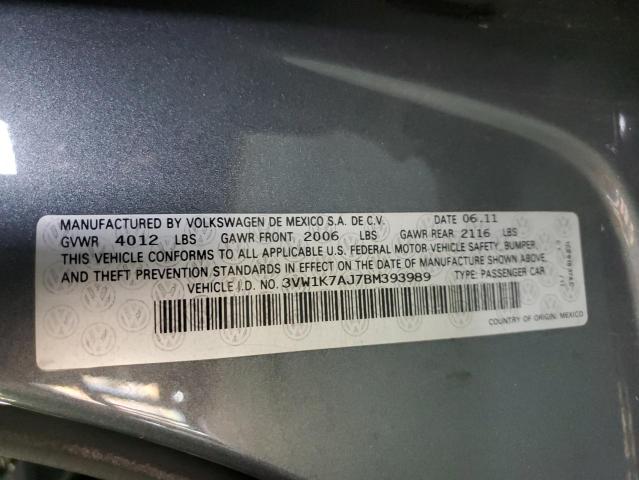 MANUFACTURED BY VOLKSWAGEN DE MEXICO S.A. DE C.V. DATE 06.11
GVWR 4012 LBS GAWR FRONT 2006 LBS GAWR REAR 2116 LBS
THIS VEHICLE CONFORMS TO ALL APPLICABLE U.S. FEDERAL MOTOR VEHICLE SAFETY, BUMPER,
AND THEFT PREVENTION STANDARDS IN EFFECT ON THE DATE OF MANUFACTURE SHOWN ABOVE.
VEHICLE I.D. NO. 3VW1K7AJ7BM393989 TYPE: PASSENGER CAR
COUNTRY OF ORIGIN: MEXICO